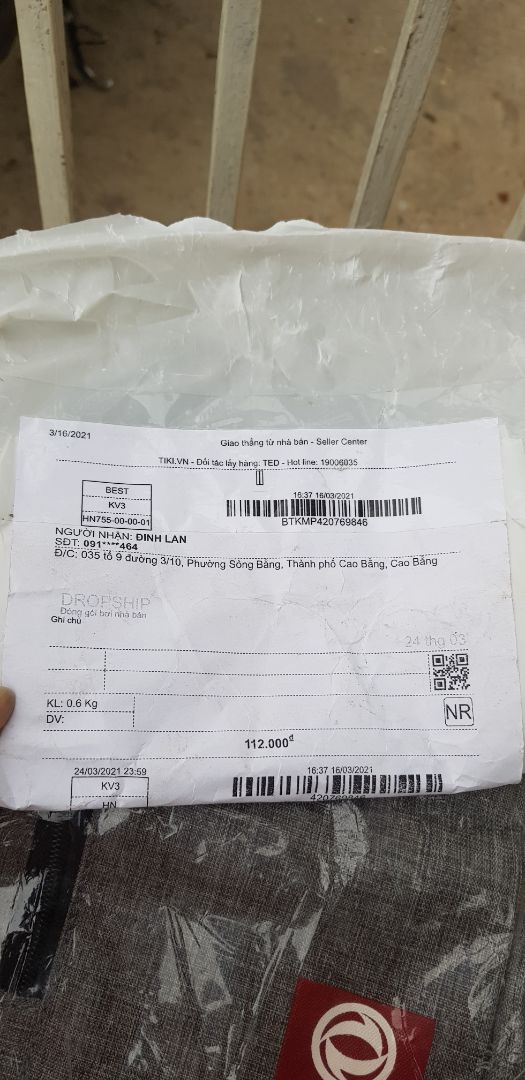 3/16/2021
Giao thẳng từ nhà bán - Seller Center
TIKI.VN - Đối tác lấy hàng: TED - Hot line: 19006035
BEST
KV3
HN755-00-00-01
16:37 16/03/2021
BTKMP420769846
NGƯỜI NHẬN: ĐINH LAN
SĐT: 091****464
Đ/C: 035 tổ 9 đường 3/10, Phường Sông Bằng, Thành phố Cao Bằng, Cao Bằng
DROPSHIP
Đóng gói bởi nhà bán
Ghi chú
24 thg 03
KL: 0.6 Kg
DV:
NR
112.000đ
24/03/2021 23:59
KV3
HN
16:37 16/03/2021
420769846